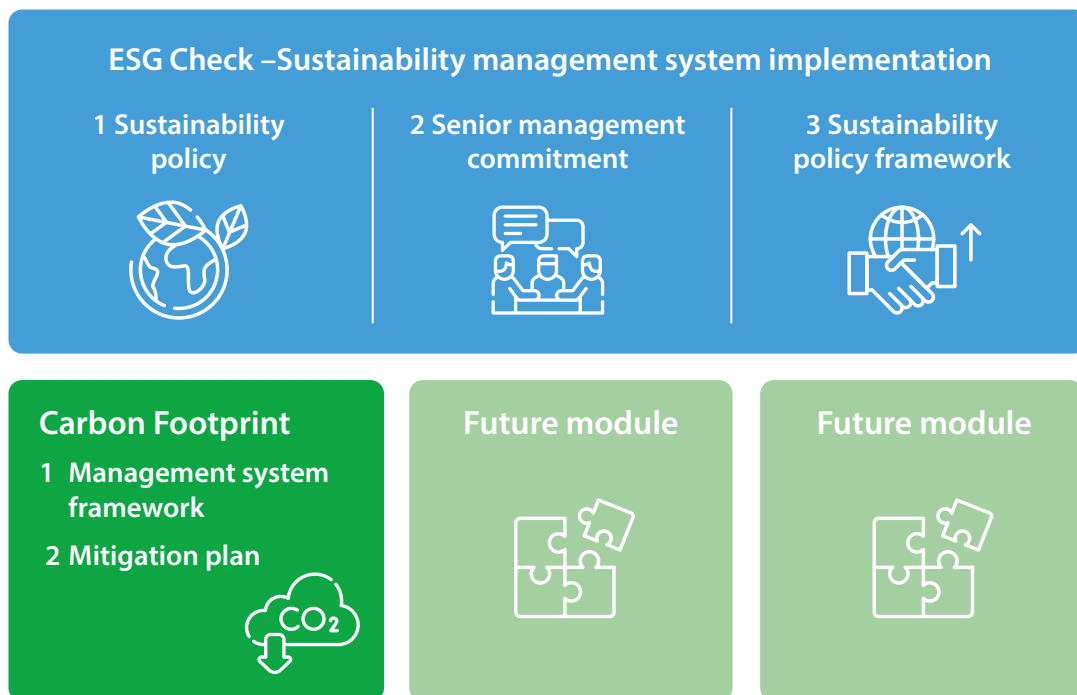 ESG Check –Sustainability management system implementation
1 Sustainability
policy
2 Senior management
commitment
3 Sustainability
policy framework
Carbon Footprint
1 Management system
framework
2 Mitigation plan
CO2
Future module
Future module